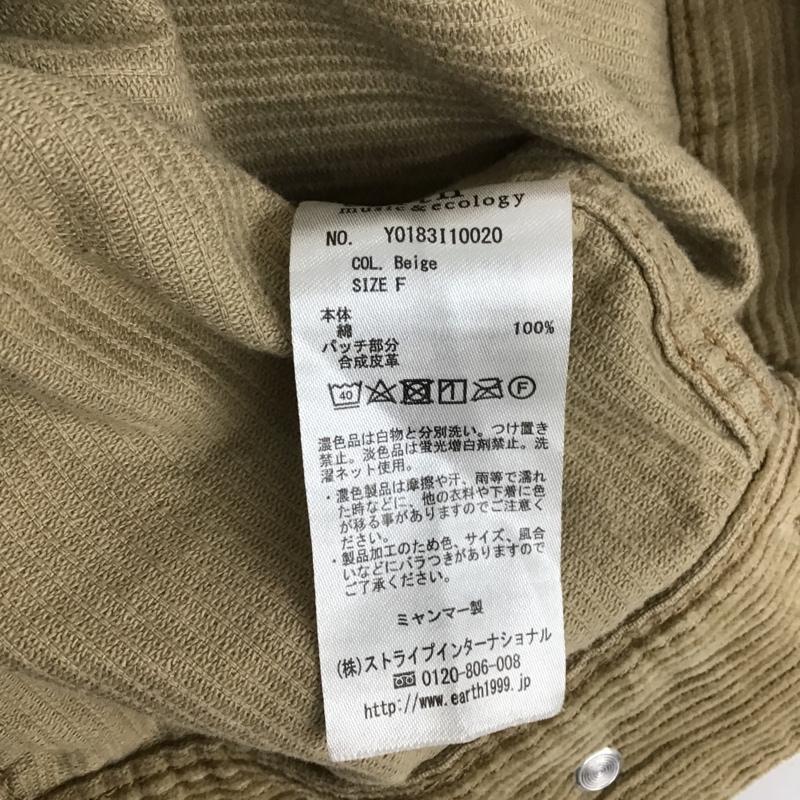 music & ecology
NO. Y0183I10020
COL. Beige
SIZE F
本体
綿 100%
パッチ部分
合成皮革
40 F
濃色品は白物と分別洗い。つけ置き
禁止。淡色品は蛍光増白剤禁止。洗
濯ネット使用。
・濃色製品は摩擦や汗、雨等で濡れ
た時などに、他の衣料や下着に色
が移る事がありますのでご注意く
ださい。
・製品加工のため色、サイズ、風合
いなどにバラつきがありますので
ご了承ください。
ミャンマー製
(株)ストライプインターナショナル
0120-806-008
http://www.earth1999.jp